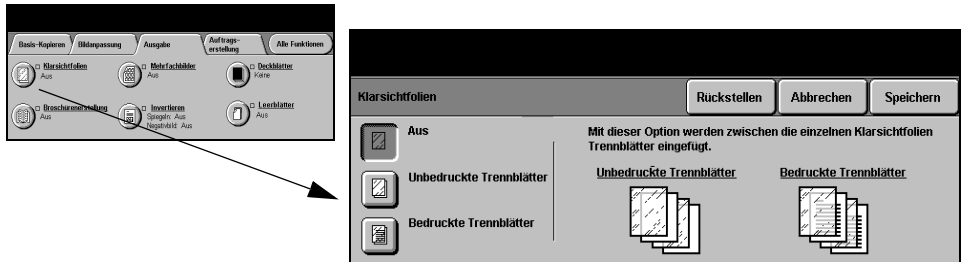 Basis-Kopieren Bildanpassung Ausgabe Auftrags-
erstellung Alle Funktionen
Klarsichtfolien
Aus
Mehrfachbilder
Aus
Deckblätter
Keine
Broschürenerstellung
Aus
Invertieren
Spiegeln: Aus
Negativbild: Aus
Leerblätter
Aus
Klarsichtfolien Rückstellen Abbrechen Speichern
Aus
Unbedruckte Trennblätter
Bedruckte Trennblätter
Mit dieser Option werden zwischen die einzelnen Klarsichtfolien
Trennblätter eingefügt.
Unbedruckte Trennblätter Bedruckte Trennblätter